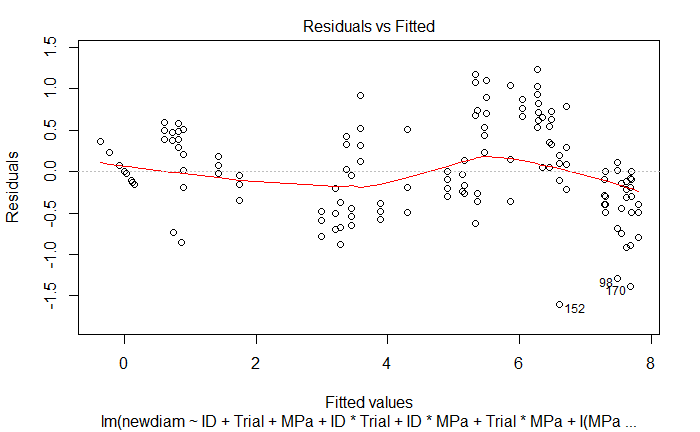 Residuals vs Fitted
Residuals
1.5
1.0
0.5
0.0
-0.5
-1.0
-1.5
98
170
152
0 2 4 6 8
Fitted values
lm(newdiam ~ ID + Trial + MPa + ID * Trial + ID * MPa + Trial * MPa + I(MPa ...